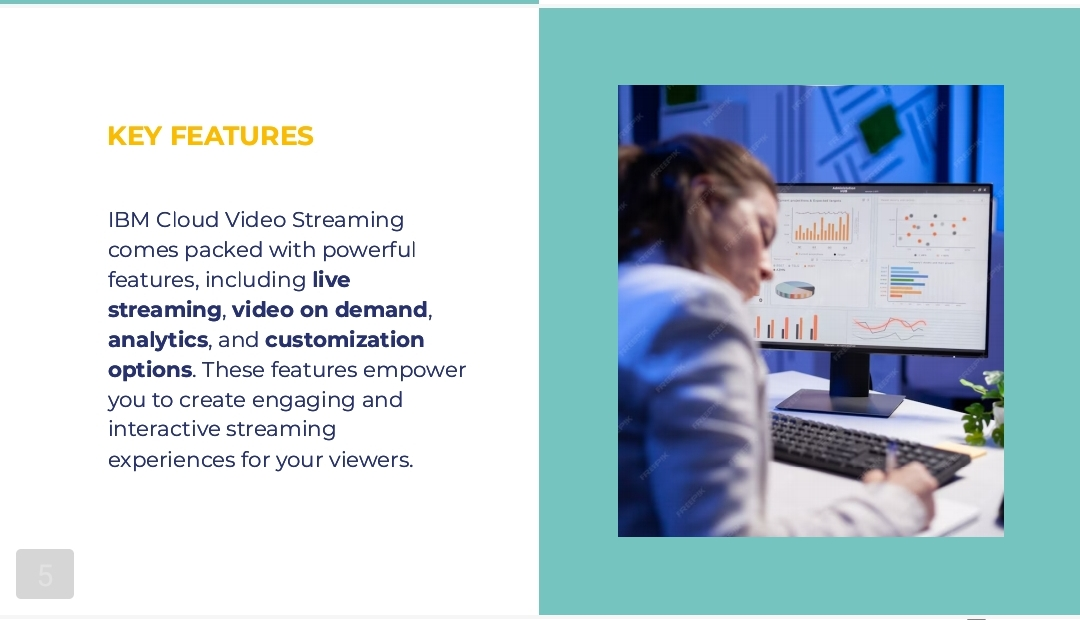 KEY FEATURES
IBM Cloud Video Streaming
comes packed with powerful
features, including live
streaming, video on demand,
analytics, and customization
options. These features empower
you to create engaging and
interactive streaming
experiences for your viewers.
5